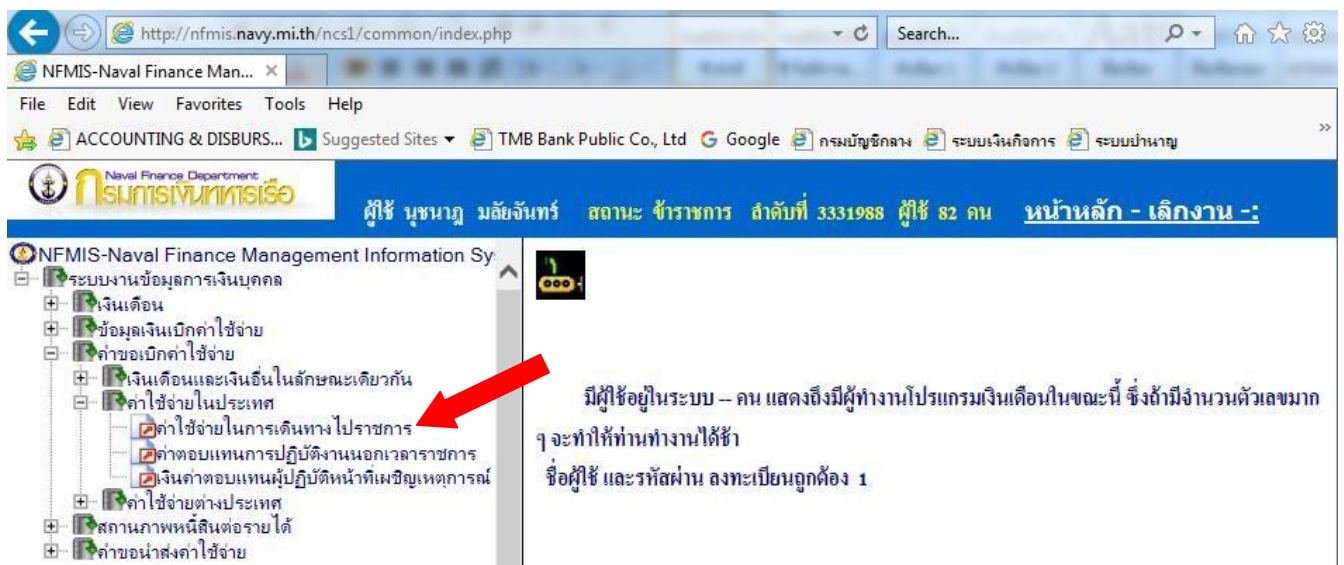 http://nfmis.navy.mi.th/ncs1/common/index.php
Search...
NFMIS-Naval Finance Man...
File Edit View Favorites Tools Help
ACCOUNTING & DISBURS... Suggested Sites TMB Bank Public Co., Ltd Google กรมบัญชีกลาง ระบบเงินกิจการ ระบบบำนาญ
Naval Finance Department
กรมการเงินทหารเรือ
ผู้ใช้ นุชนาฎ มลัยจันทร์ สถานะ ข้าราชการ ลำดับที่ 3331988 ผู้ใช้ 82 คน หน้าหลัก - เลิกงาน -:
NFMIS-Naval Finance Management Information Sy
ระบบงานข้อมูลการเงินบุคคล
เงินเดือน
ข้อมูลเงินเบิกค่าใช้จ่าย
คำขอเบิกค่าใช้จ่าย
เงินเดือนและเงินอื่นในลักษณะเดียวกัน
ค่าใช้จ่ายในประเทศ
ค่าใช้จ่ายในการเดินทางไปราชการ
ค่าตอบแทนการปฏิบัติงานนอกเวลาราชการ
เงินค่าตอบแทนผู้ปฏิบัติหน้าที่เผชิญเหตุการณ์
ค่าใช้จ่ายต่างประเทศ
สถานภาพหนี้สินต่อรายได้
คำขอนำส่งค่าใช้จ่าย
มีผู้ใช้อยู่ในระบบ -- คน แสดงถึงมีผู้ทำงานโปรแกรมเงินเดือนในขณะนี้ ซึ่งถ้ามีจำนวนตัวเลขมาก
ๆ จะทำให้ท่านทำงานได้ช้า
ชื่อผู้ใช้ และรหัสผ่าน ลงทะเบียนถูกต้อง 1